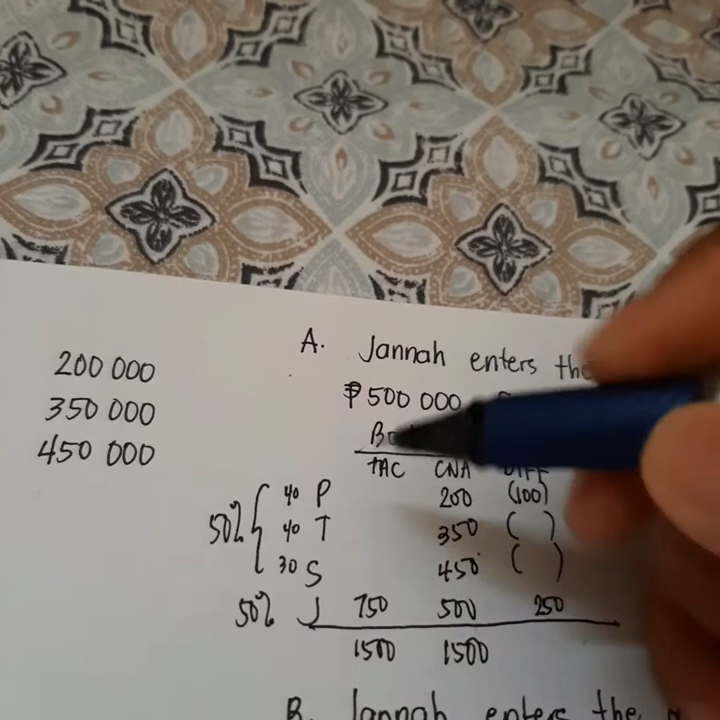 200 000
350 000
450 000
A. Jannah enters the
₱500 000
TAC CNA DIFF
50% { 40 P 200 (100)
40 T 350 ( )
30 S 450 ( )
50% J 750 500 250
1500 1500
B. Jannah enters the